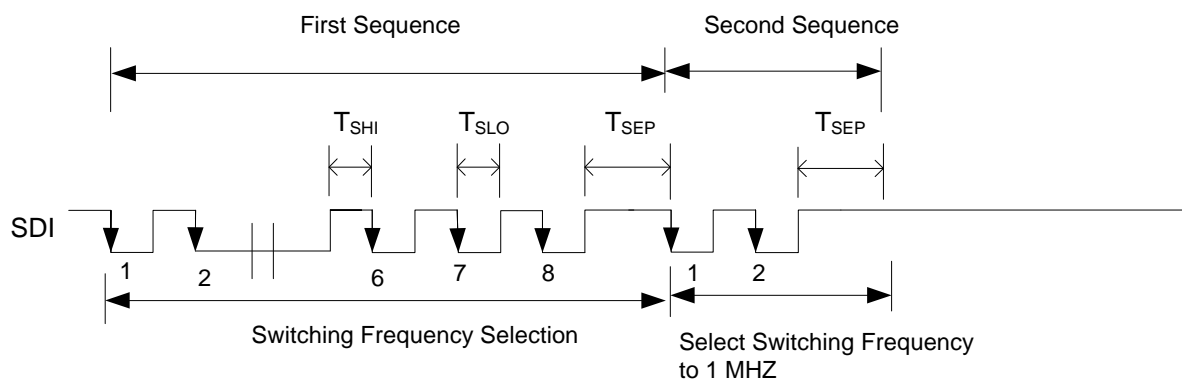 First Sequence
Second Sequence
TSHI
TSLO
TSEP
TSEP
SDI
1
2
6
7
8
1
2
Switching Frequency Selection
Select Switching Frequency
to 1 MHZ